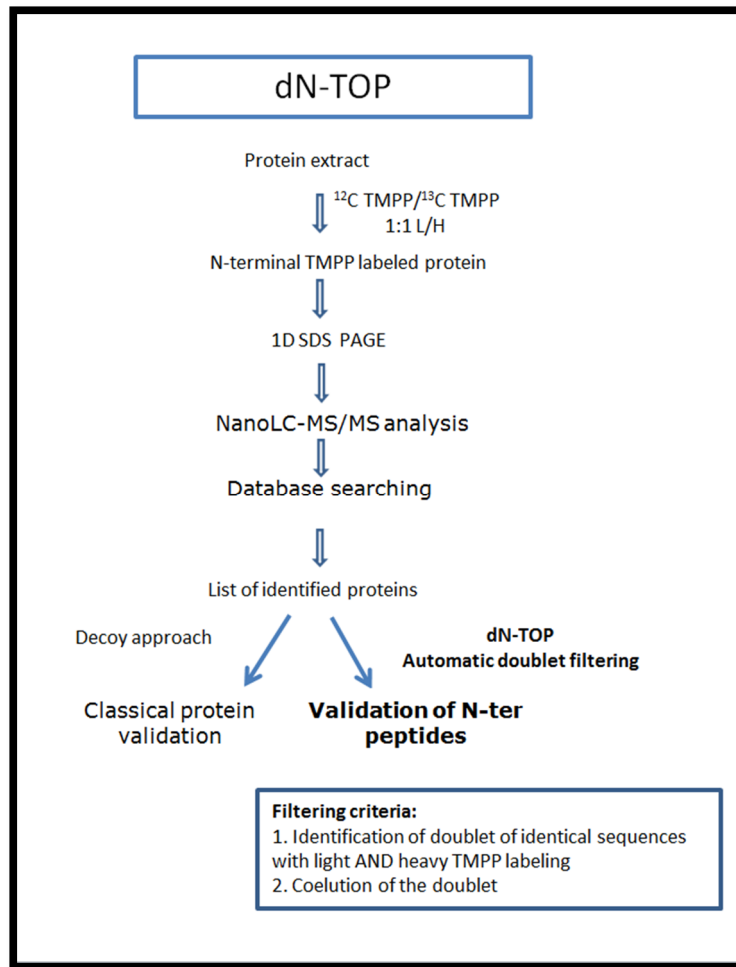 dN-TOP
Protein extract
¹²C TMPP/¹³C TMPP
1:1 L/H
N-terminal TMPP labeled protein
1D SDS PAGE
NanoLC-MS/MS analysis
Database searching
List of identified proteins
Decoy approach
dN-TOP
Automatic doublet filtering
Classical protein
validation
Validation of N-ter
peptides
Filtering criteria:
1. Identification of doublet of identical sequences
with light AND heavy TMPP labeling
2. Coelution of the doublet